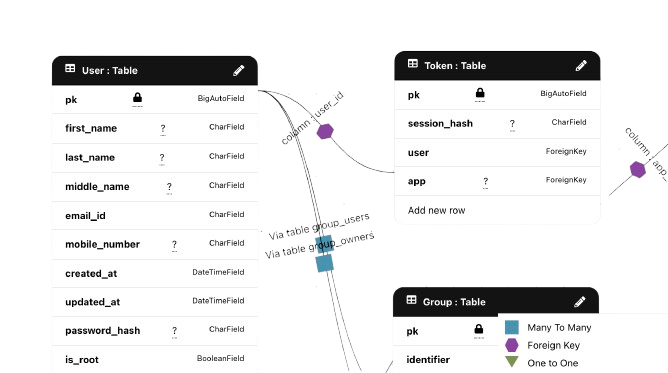 User : Table
pk BigAutoField
first_name ? CharField
last_name ? CharField
middle_name ? CharField
email_id CharField
mobile_number ? CharField
created_at DateTimeField
updated_at DateTimeField
password_hash ? CharField
is_root BooleanField
column : user_id
Via table group_users
Via table group_owners
Token : Table
pk BigAutoField
session_hash ? CharField
user ForeignKey
app ? ForeignKey
Add new row
column : app_
Group : Table
pk
identifier
Many To Many
Foreign Key
One to One